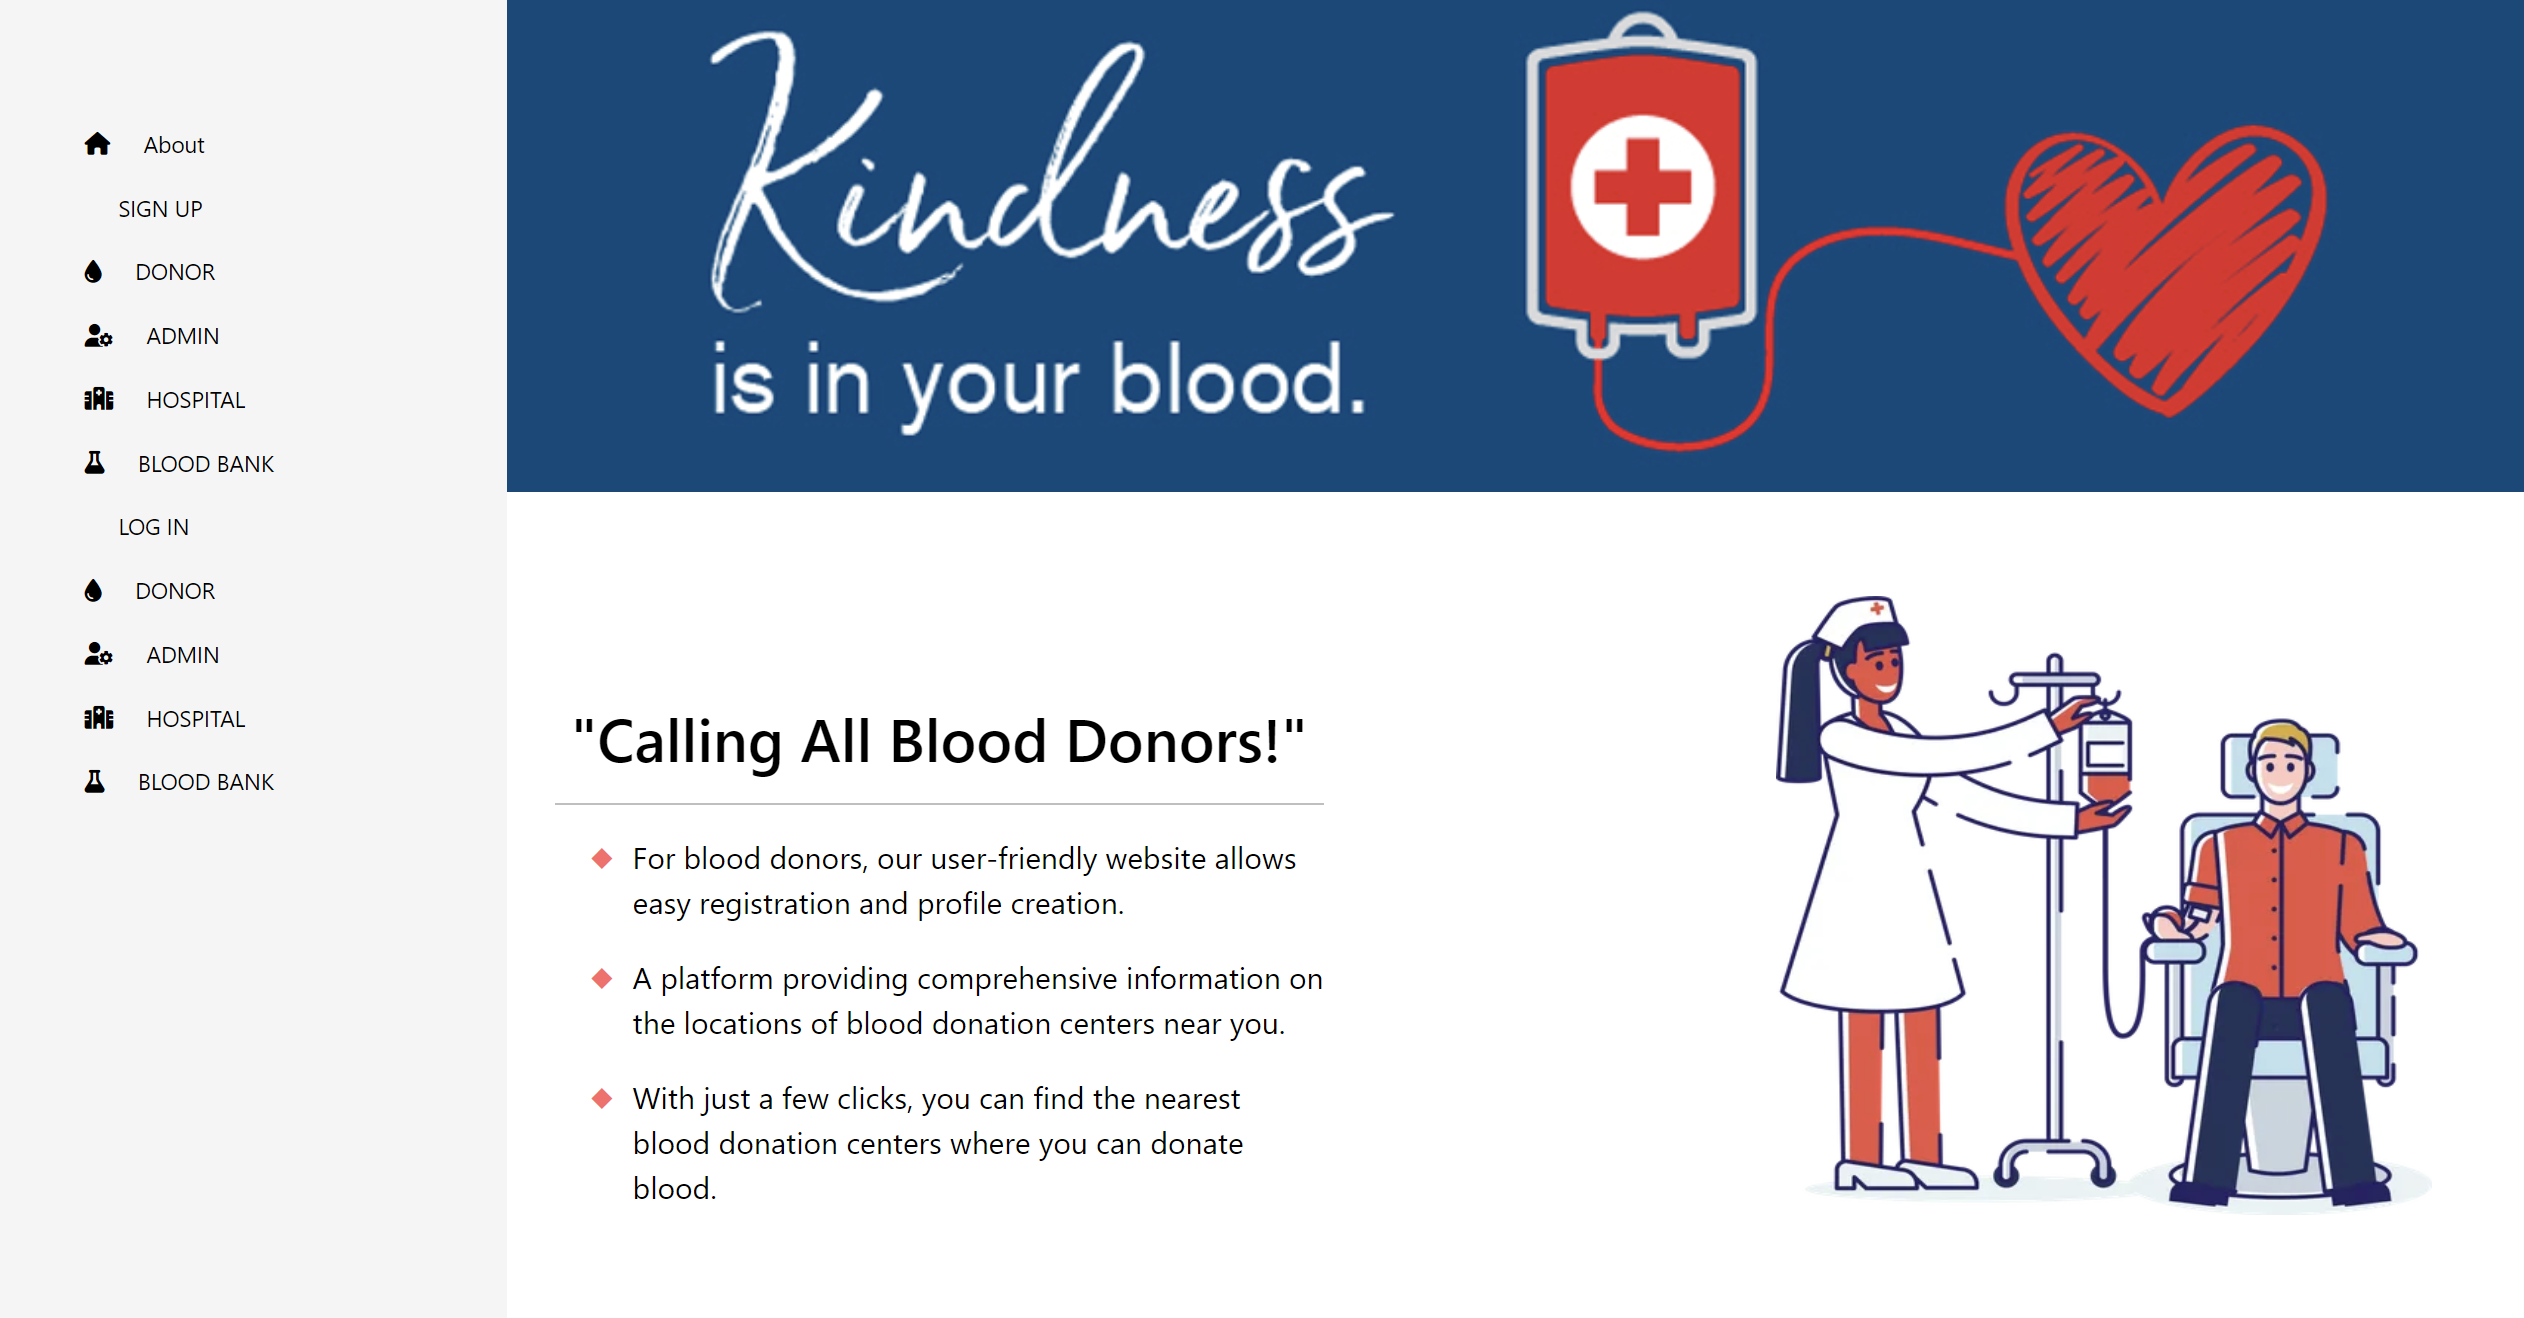 About
SIGN UP
DONOR
ADMIN
HOSPITAL
BLOOD BANK
LOG IN
DONOR
ADMIN
HOSPITAL
BLOOD BANK
Kindness
is in your blood.
"Calling All Blood Donors!"
For blood donors, our user-friendly website allows
easy registration and profile creation.
A platform providing comprehensive information on
the locations of blood donation centers near you.
With just a few clicks, you can find the nearest
blood donation centers where you can donate
blood.